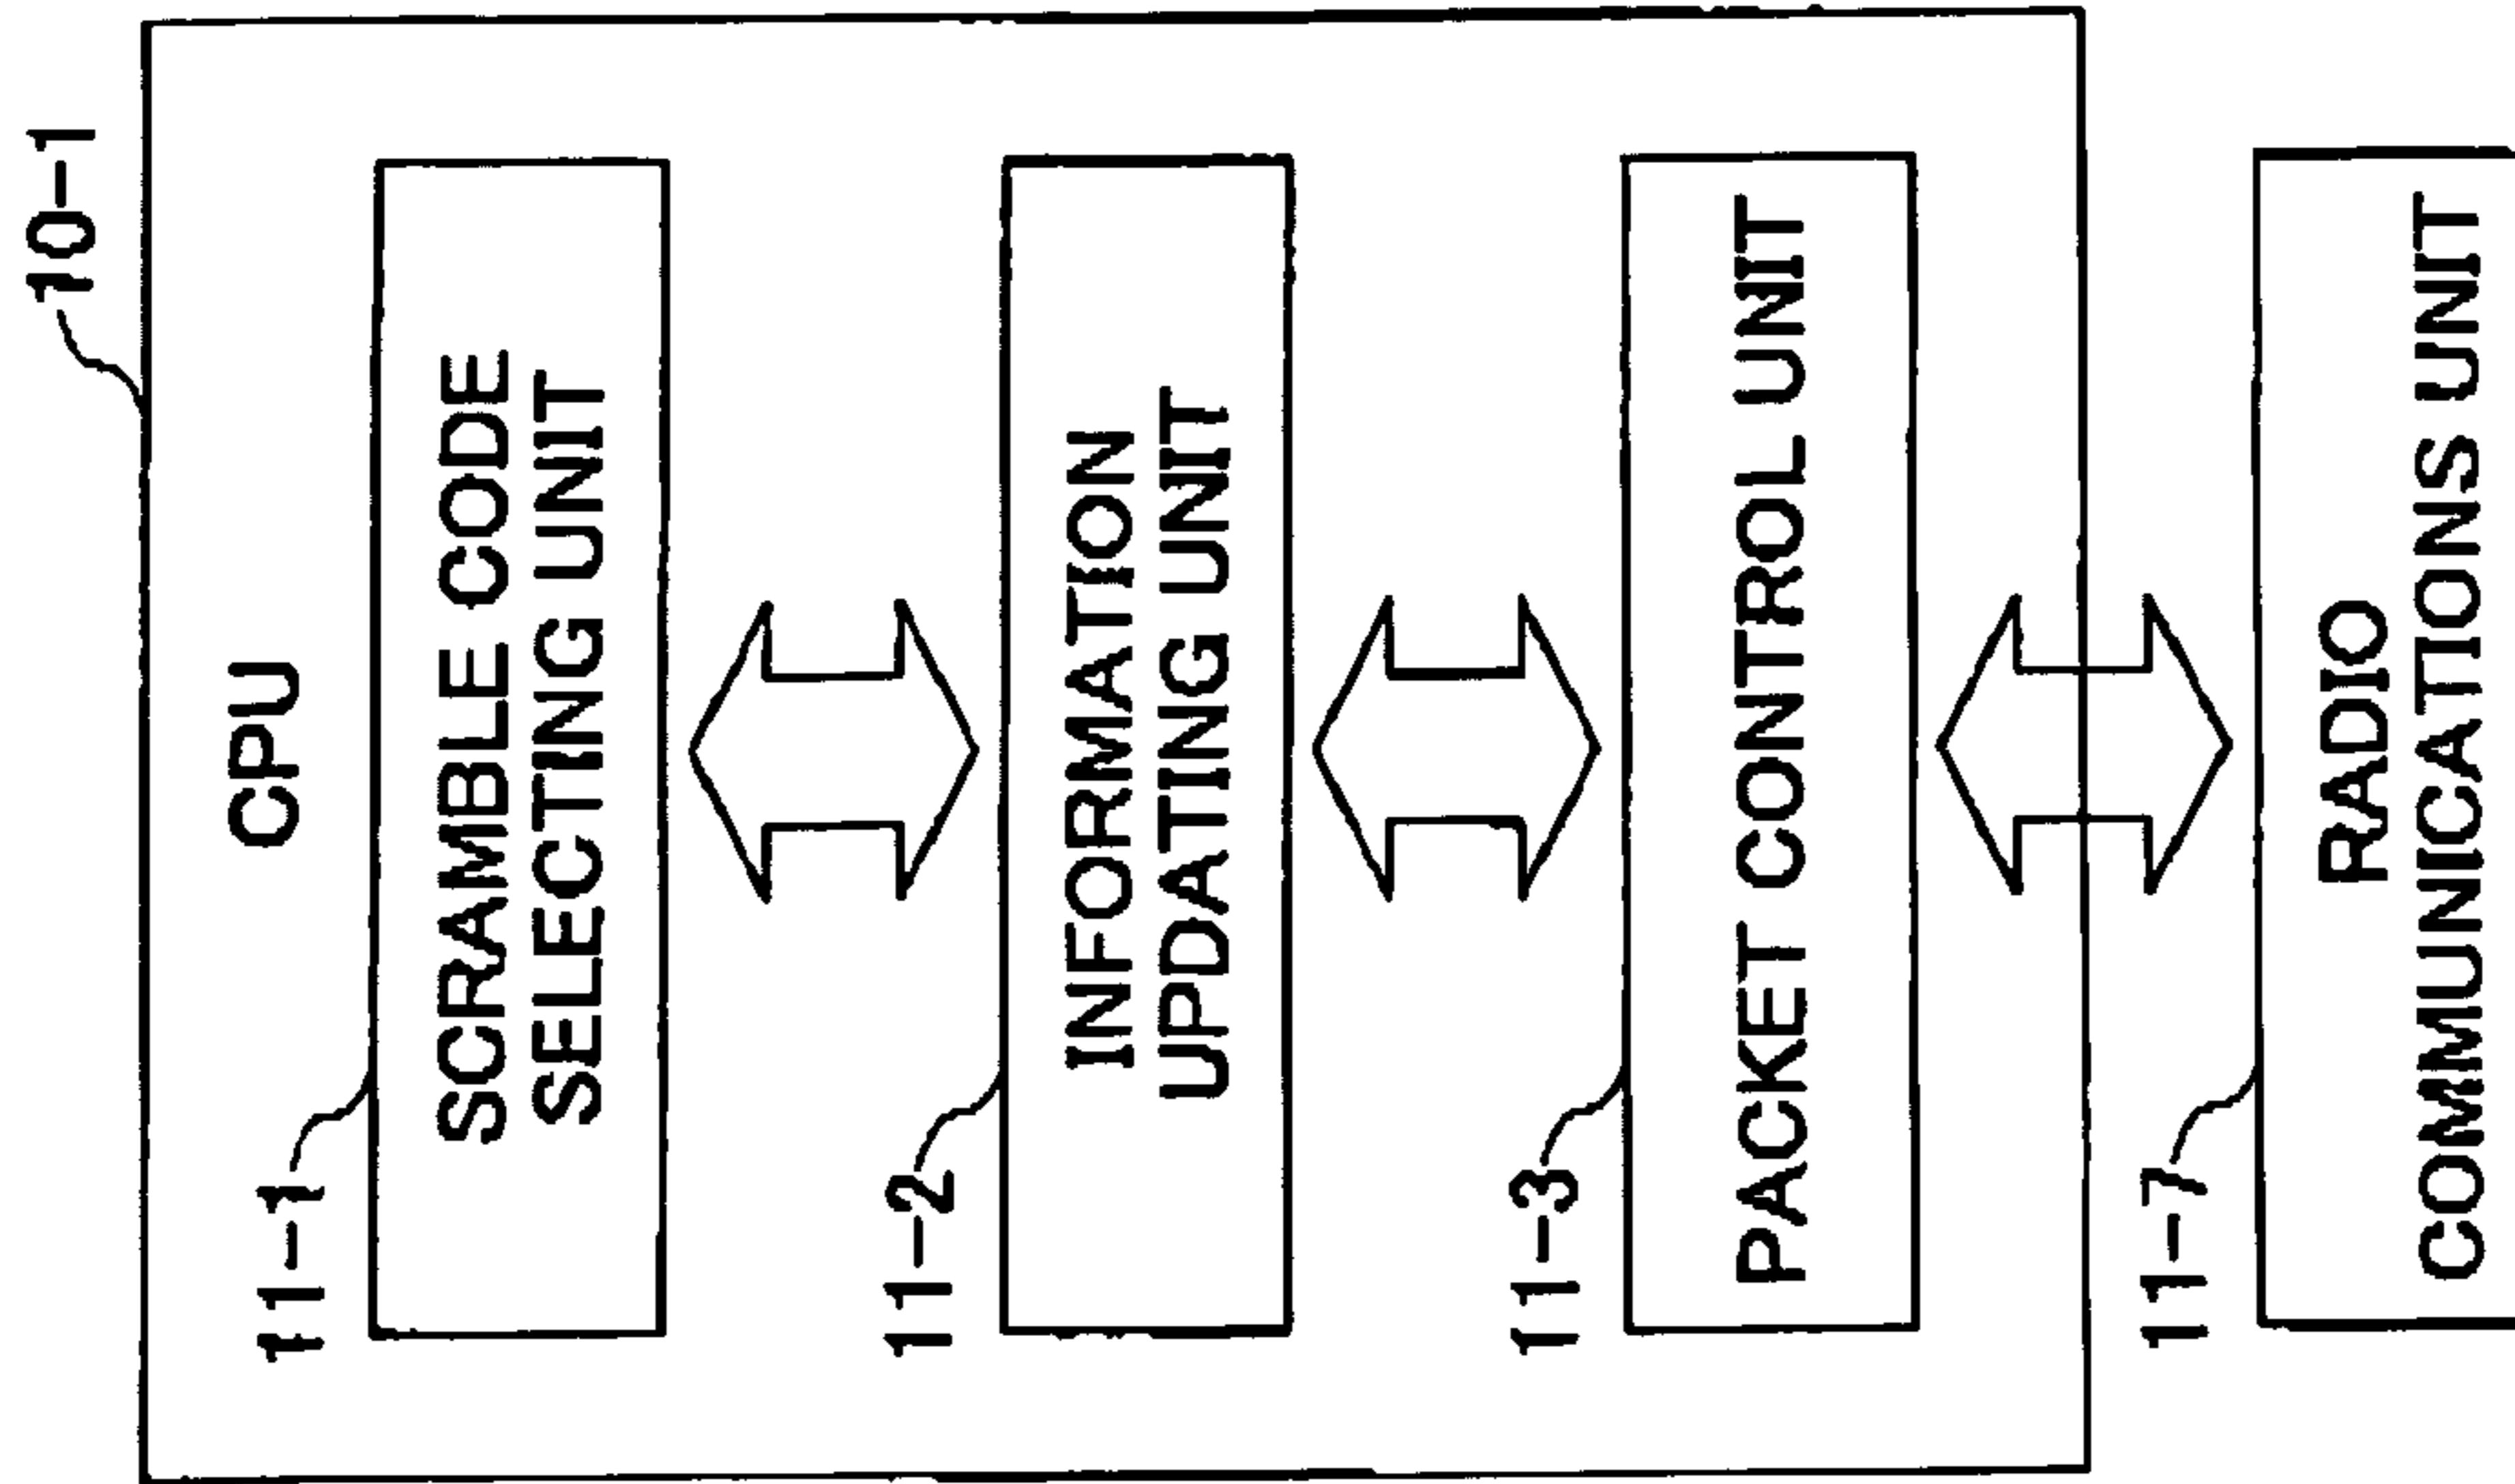 10-1
CPU
11-1
SCRAMBLE CODE
SELECTING UNIT
11-2
INFORMATION
UPDATING UNIT
11-3
PACKET CONTROL UNIT
11-7
RADIO
COMMUNICATIONS UNIT